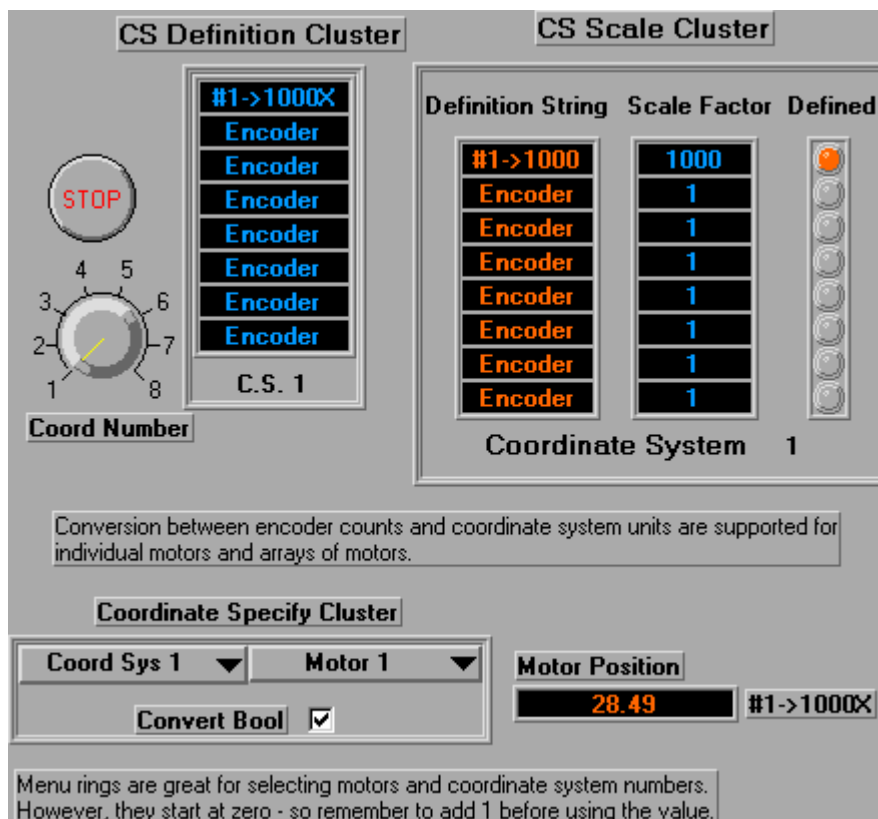 CS Definition Cluster
#1->1000X
Encoder
Encoder
Encoder
Encoder
Encoder
Encoder
Encoder
C.S. 1
STOP
1
2
3
4
5
6
7
8
Coord Number
CS Scale Cluster
Definition String Scale Factor Defined
#1->1000 1000
Encoder 1
Encoder 1
Encoder 1
Encoder 1
Encoder 1
Encoder 1
Encoder 1
Coordinate System 1
Conversion between encoder counts and coordinate system units are supported for
individual motors and arrays of motors.
Coordinate Specify Cluster
Coord Sys 1 Motor 1
Convert Bool
Motor Position
28.49 #1->1000X
Menu rings are great for selecting motors and coordinate system numbers.
However, they start at zero - so remember to add 1 before using the value.